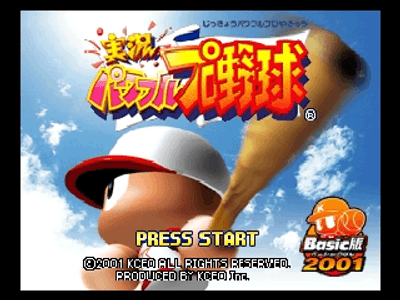 じっきょうパワフルプロやきゅう
実況
パワフル
プロ野球
®
Basic版
2001
PRESS START
©2001 KCEO ALL RIGHTS RESERVED.
PRODUCED BY KCEO Inc.